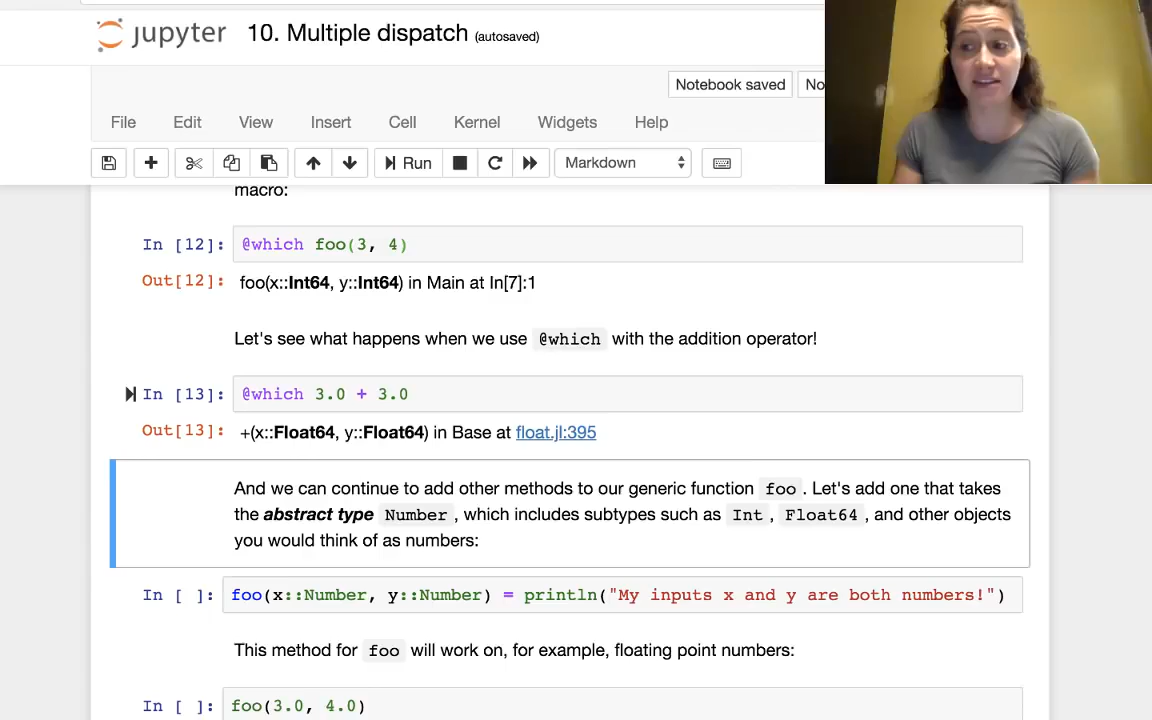 jupyter 10. Multiple dispatch (autosaved)
Notebook saved No
File Edit View Insert Cell Kernel Widgets Help
Run Markdown
macro:
In [12]: @which foo(3, 4)
Out[12]: foo(x::Int64, y::Int64) in Main at In[7]:1
Let's see what happens when we use @which with the addition operator!
In [13]: @which 3.0 + 3.0
Out[13]: +(x::Float64, y::Float64) in Base at float.jl:395
And we can continue to add other methods to our generic function foo. Let's add one that takes
the abstract type Number, which includes subtypes such as Int, Float64, and other objects
you would think of as numbers:
In [ ]: foo(x::Number, y::Number) = println("My inputs x and y are both numbers!")
This method for foo will work on, for example, floating point numbers:
In [ ]: foo(3.0, 4.0)